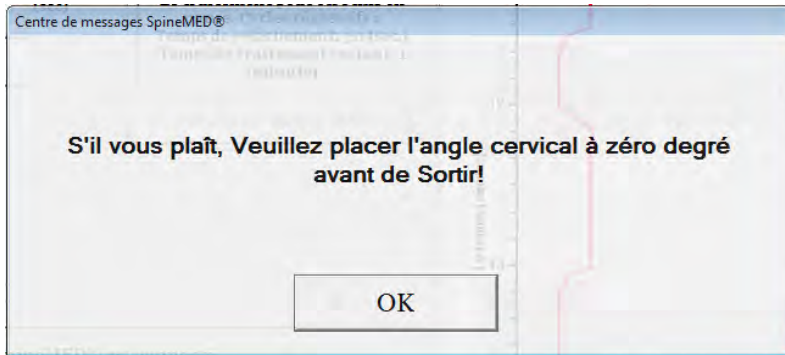 Centre de messages SpineMED®
S'il vous plaît, Veuillez placer l'angle cervical à zéro degré
avant de Sortir!
OK